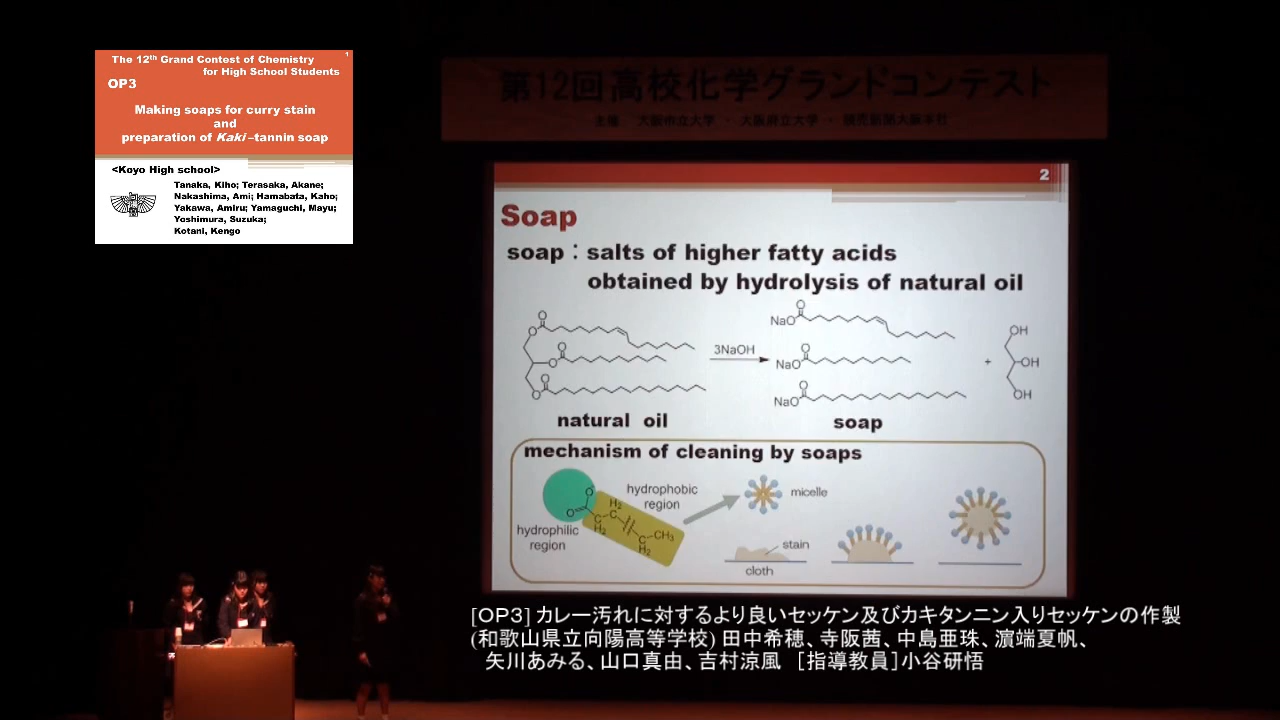 The 12th Grand Contest of Chemistry
for High School Students
1
OP3
Making soaps for curry stain
and
preparation of Kaki –tannin soap
<Koyo High school>
Tanaka, Kiho; Terasaka, Akane;
Nakashima, Ami; Hamabata, Kaho;
Yakawa, Amiru; Yamaguchi, Mayu;
Yoshimura, Suzuka;
Kotani, Kengo
第12回高校化学グランドコンテスト
主催 大阪市立大学 ・ 大阪府立大学 ・ 読売新聞大阪本社
2
Soap
soap : salts of higher fatty acids
obtained by hydrolysis of natural oil
O
O
O
O
O
O
3NaOH
NaO
O
NaO
O
NaO
O
+
OH
OH
OH
natural oil
soap
mechanism of cleaning by soaps
hydrophilic
region
O
O
H2
C
C
H2
C
H2
CH3
hydrophobic
region
micelle
stain
cloth
[OP3] カレー汚れに対するより良いセッケン及びカキタンニン入りセッケンの作製
(和歌山県立向陽高等学校) 田中希穂、寺阪茜、中島亜珠、濵端夏帆、
矢川あみる、山口真由、吉村涼風 [指導教員]小谷研悟